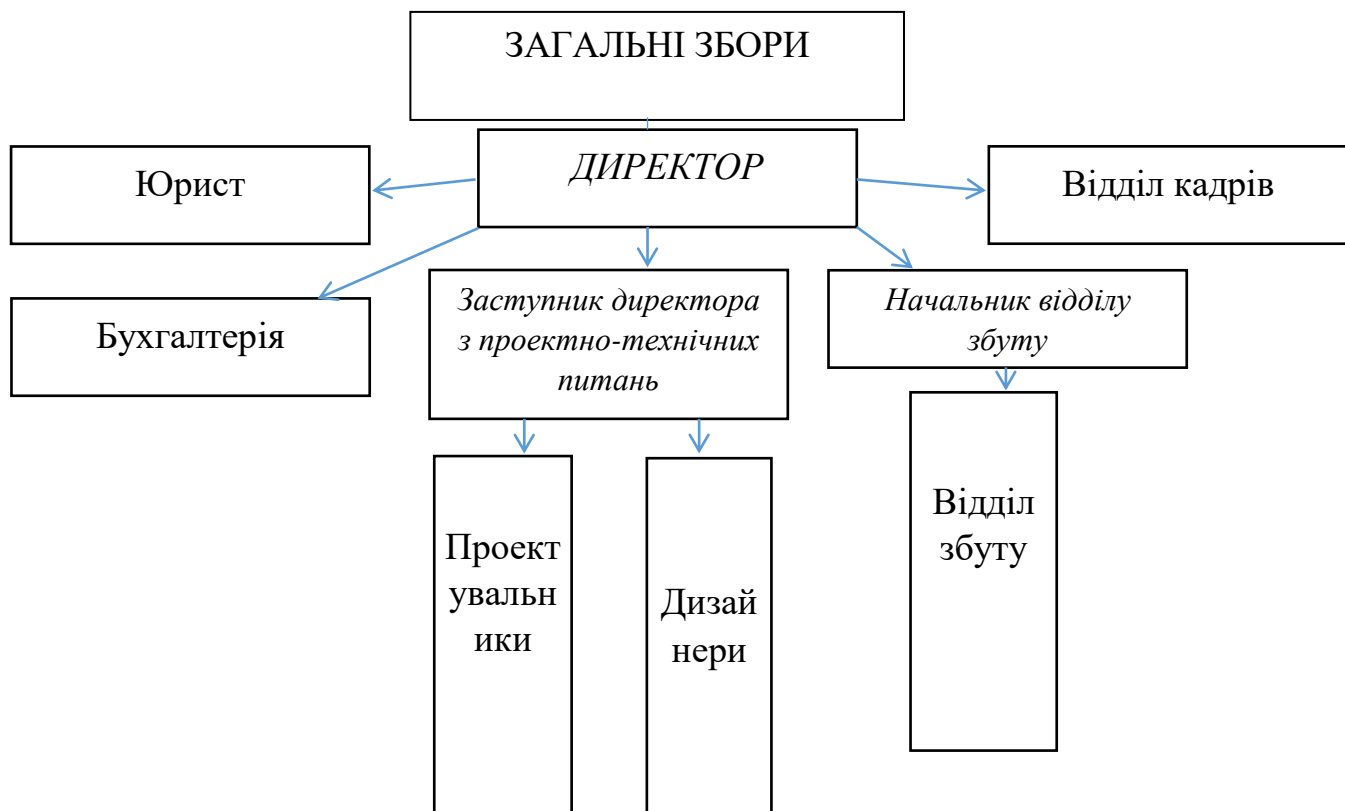 ЗАГАЛЬНІ ЗБОРИ
Юрист
ДИРЕКТОР
Відділ кадрів
Бухгалтерія
Заступник директора
з проектно-технічних
питань
Начальник відділу
збуту
Проект
увальн
ики
Дизай
нери
Відділ
збуту